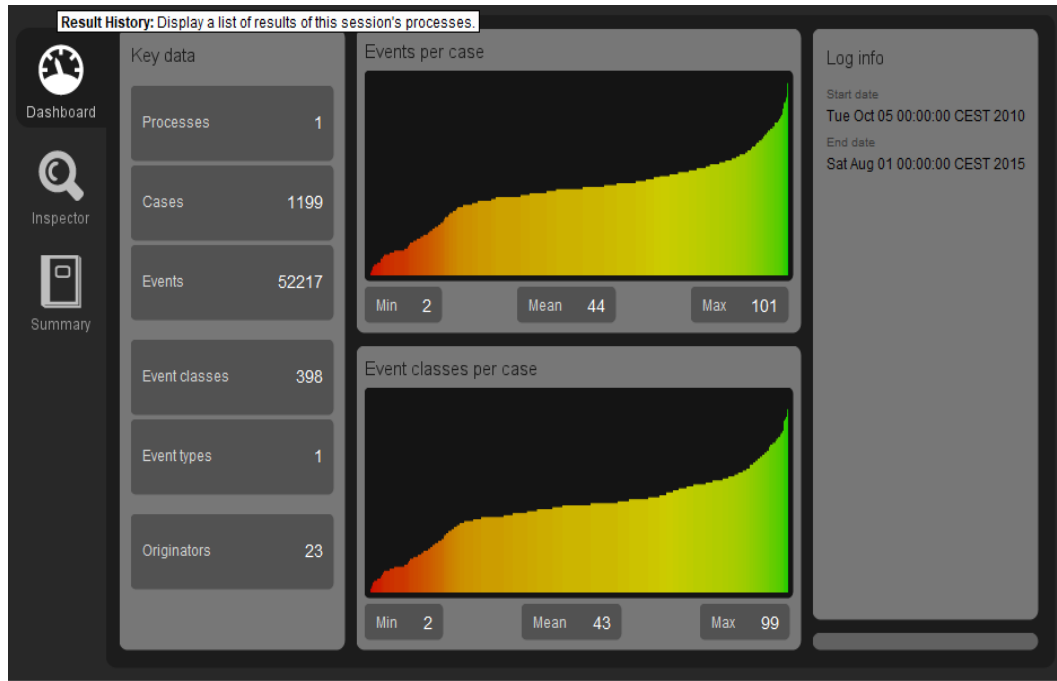 Result History: Display a list of results of this session's processes.
Dashboard
Inspector
Summary
Key data
Processes 1
Cases 1199
Events 52217
Event classes 398
Event types 1
Originators 23
Events per case
Min 2 Mean 44 Max 101
Event classes per case
Min 2 Mean 43 Max 99
Log info
Start date
Tue Oct 05 00:00:00 CEST 2010
End date
Sat Aug 01 00:00:00 CEST 2015